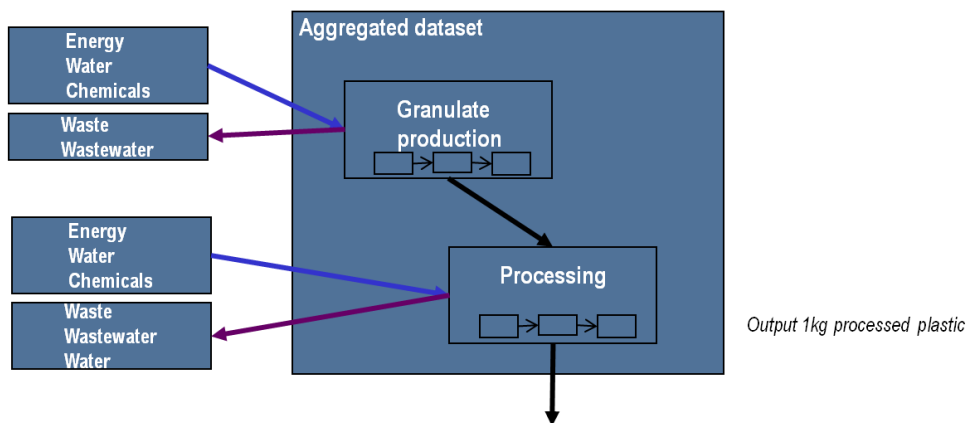 Aggregated dataset
Energy
Water
Chemicals
Waste
Wastewater
Granulate
production
Energy
Water
Chemicals
Waste
Wastewater
Water
Processing
Output 1kg processed plastic